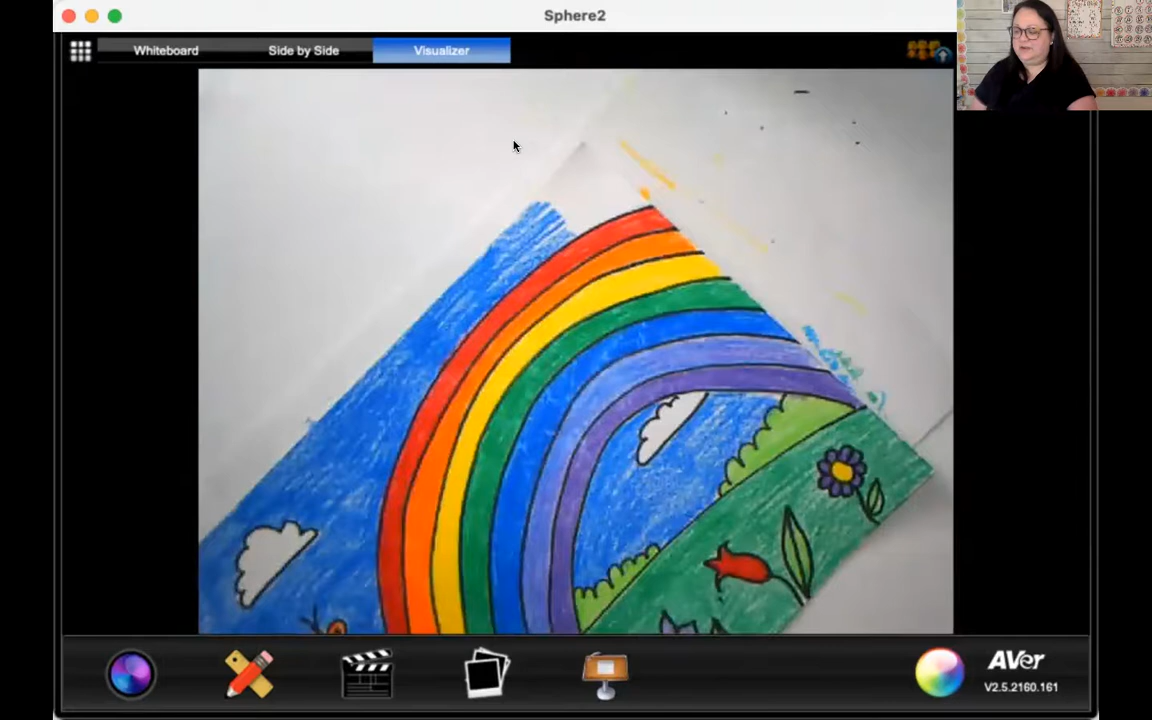 Sphere2
Whiteboard
Side by Side
Visualizer
AVer
V2.5.2160.161